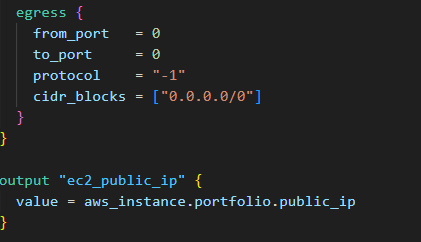 egress {
from_port = 0
to_port = 0
protocol = "-1"
cidr_blocks = ["0.0.0.0/0"]
}
}
output "ec2_public_ip" {
value = aws_instance.portfolio.public_ip
}